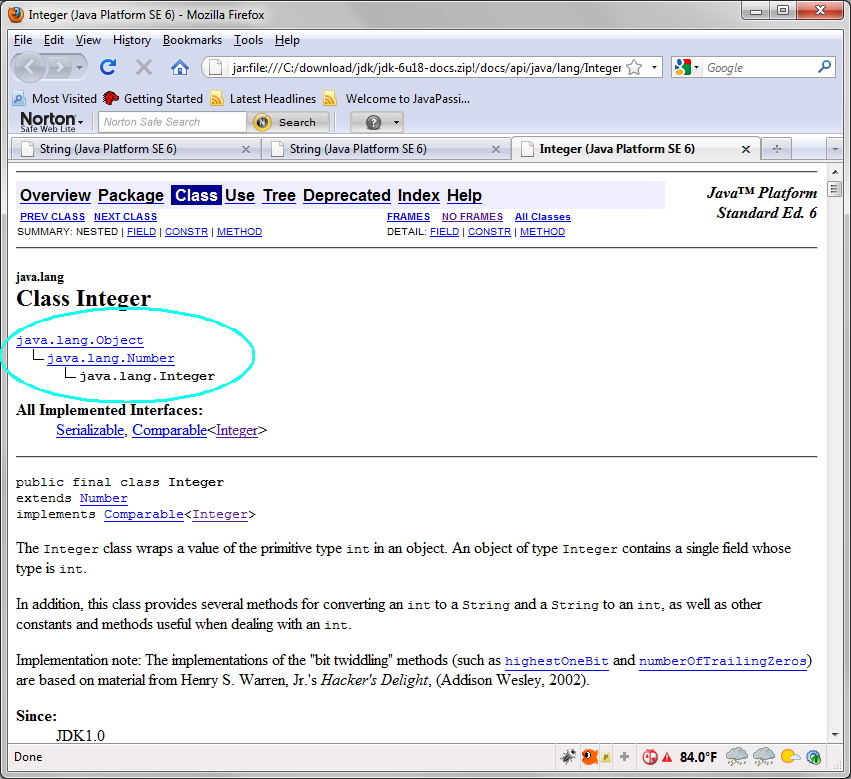 Integer (Java Platform SE 6) - Mozilla Firefox
File Edit View History Bookmarks Tools Help
jar:file:///C:/download/jdk/jdk-6u18-docs.zip!/docs/api/java/lang/Integer Google
Most Visited Getting Started Latest Headlines Welcome to JavaPassi...
Norton Safe Web Lite Norton Safe Search Search
String (Java Platform SE 6) String (Java Platform SE 6) Integer (Java Platform SE 6)
Overview Package Class Use Tree Deprecated Index Help
Java™ Platform
Standard Ed. 6
PREV CLASS NEXT CLASS FRAMES NO FRAMES All Classes
SUMMARY: NESTED | FIELD | CONSTR | METHOD DETAIL: FIELD | CONSTR | METHOD
java.lang
Class Integer
java.lang.Object
java.lang.Number
java.lang.Integer
All Implemented Interfaces:
Serializable, Comparable<Integer>
public final class Integer
extends Number
implements Comparable<Integer>
The Integer class wraps a value of the primitive type int in an object. An object of type Integer contains a single field whose
type is int.
In addition, this class provides several methods for converting an int to a String and a String to an int, as well as other
constants and methods useful when dealing with an int.
Implementation note: The implementations of the "bit twiddling" methods (such as highestOneBit and numberOfTrailingZeros)
are based on material from Henry S. Warren, Jr.'s Hacker's Delight, (Addison Wesley, 2002).
Since:
JDK1.0
Done 84.0°F